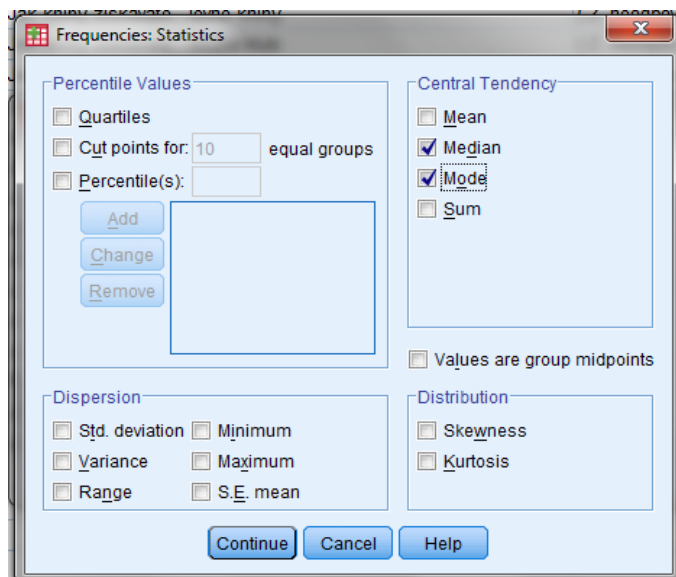 Frequencies: Statistics
Percentile Values
Quartiles
Cut points for: 10 equal groups
Percentile(s):
Add
Change
Remove
Central Tendency
Mean
Median
Mode
Sum
Values are group midpoints
Dispersion
Std. deviation Minimum
Variance Maximum
Range S.E. mean
Distribution
Skewness
Kurtosis
Continue Cancel Help